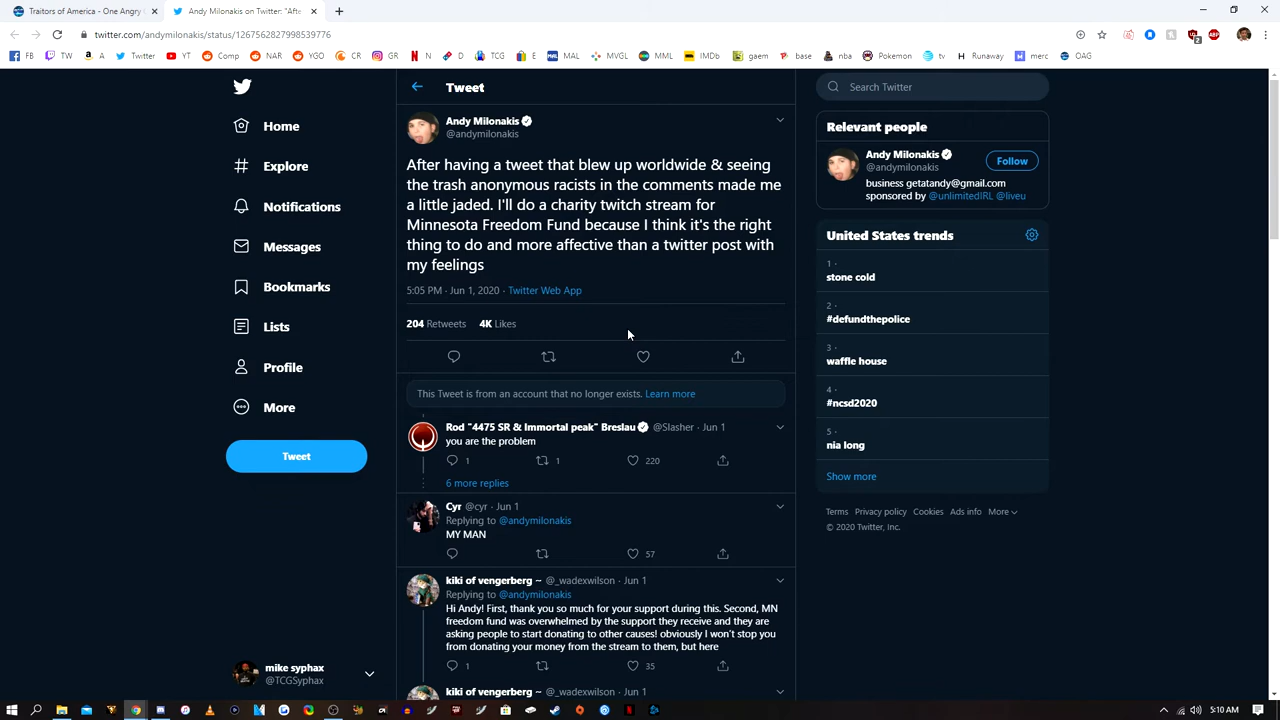 Traitors of America - One Angry
Andy Milonakis on Twitter: "Afte
twitter.com/andymilonakis/status/1267562827998539776
FB
TW
A
Twitter
YT
Comp
NAR
YGO
CR
GR
N
D
TCG
E
MAL
MVGL
MML
IMDb
gaem
base
nba
Pokemon
tv
Runaway
merc
OAG
Home
Explore
Notifications
Messages
Bookmarks
Lists
Profile
More
Tweet
mike syphax
@TCGSyphax
Tweet
Andy Milonakis
@andymilonakis
After having a tweet that blew up worldwide & seeing
the trash anonymous racists in the comments made me
a little jaded. I'll do a charity twitch stream for
Minnesota Freedom Fund because I think it's the right
thing to do and more affective than a twitter post with
my feelings
5:05 PM · Jun 1, 2020 · Twitter Web App
204 Retweets 4K Likes
This Tweet is from an account that no longer exists. Learn more
Rod "4475 SR & Immortal peak" Breslau @Slasher · Jun 1
you are the problem
1 1 220
6 more replies
Cyr @cyr · Jun 1
Replying to @andymilonakis
MY MAN
57
kiki of vengerberg ~ @_wadexwilson · Jun 1
Replying to @andymilonakis
Hi Andy! First, thank you so much for your support during this. Second, MN
freedom fund was overwhelmed by the support they receive and they are
asking people to start donating to other causes! obviously I won't stop you
from donating your money from the stream to them, but here
1 35
kiki of vengerberg ~ @_wadexwilson · Jun 1
Search Twitter
Relevant people
Andy Milonakis
@andymilonakis
Follow
business getatandy@gmail.com
sponsored by @unlimitedIRL @liveu
United States trends
1 ·
stone cold
2 ·
#defundthepolice
3 ·
waffle house
4 ·
#ncsd2020
5 ·
nia long
Show more
Terms Privacy policy Cookies Ads info More
© 2020 Twitter, Inc.
5:10 AM